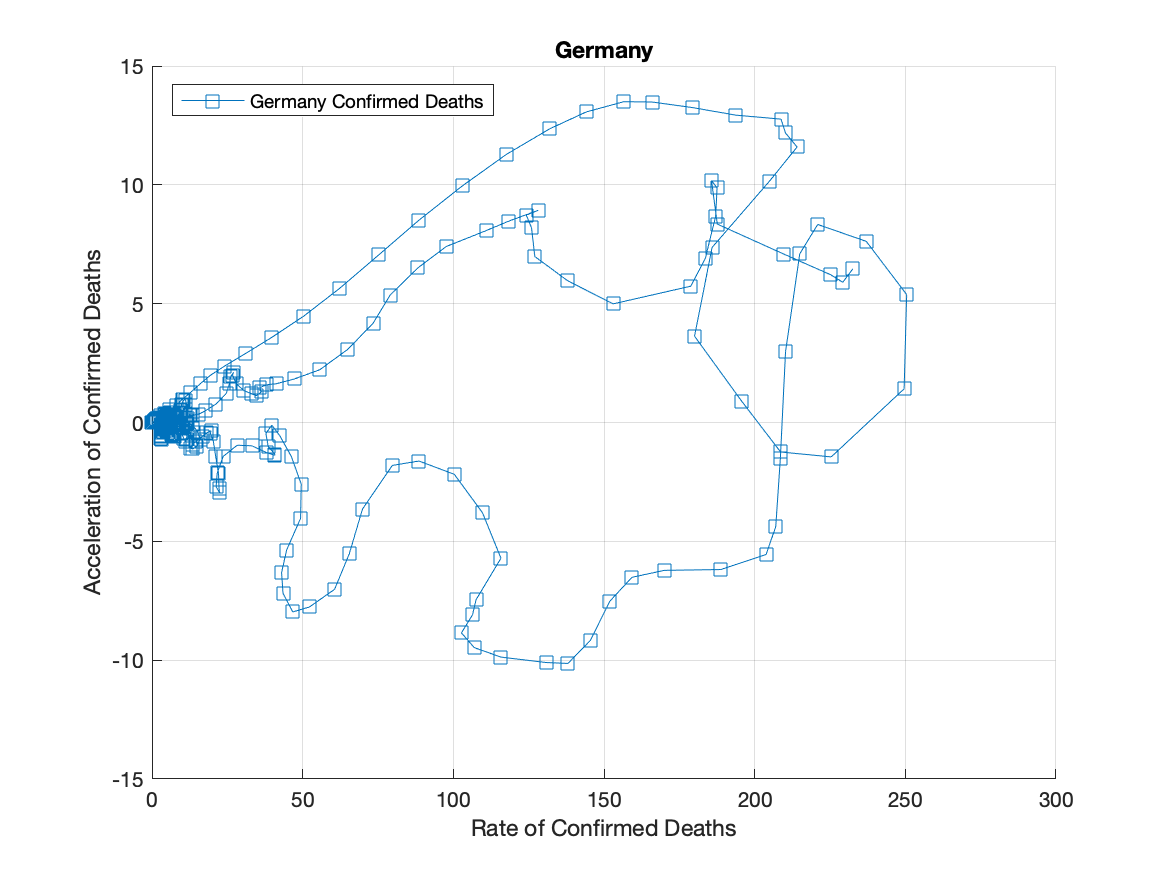 Germany
Germany Confirmed Deaths
15
10
5
0
-5
-10
-15
Acceleration of Confirmed Deaths
0 50 100 150 200 250 300
Rate of Confirmed Deaths